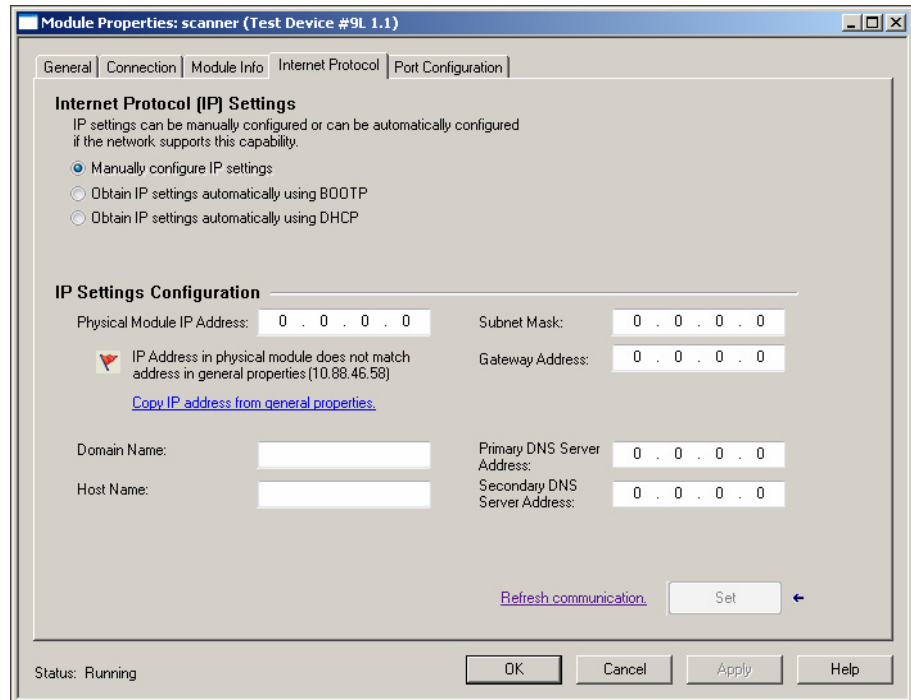 Module Properties: scanner (Test Device #9L 1.1)
General Connection Module Info Internet Protocol Port Configuration
Internet Protocol (IP) Settings
IP settings can be manually configured or can be automatically configured
if the network supports this capability.
Manually configure IP settings
Obtain IP settings automatically using BOOTP
Obtain IP settings automatically using DHCP
IP Settings Configuration
Physical Module IP Address: 0 . 0 . 0 . 0
IP Address in physical module does not match
address in general properties (10.88.46.58)
Copy IP address from general properties.
Subnet Mask: 0 . 0 . 0 . 0
Gateway Address: 0 . 0 . 0 . 0
Domain Name:
Host Name:
Primary DNS Server
Address: 0 . 0 . 0 . 0
Secondary DNS
Server Address: 0 . 0 . 0 . 0
Refresh communication. Set
Status: Running
OK Cancel Apply Help